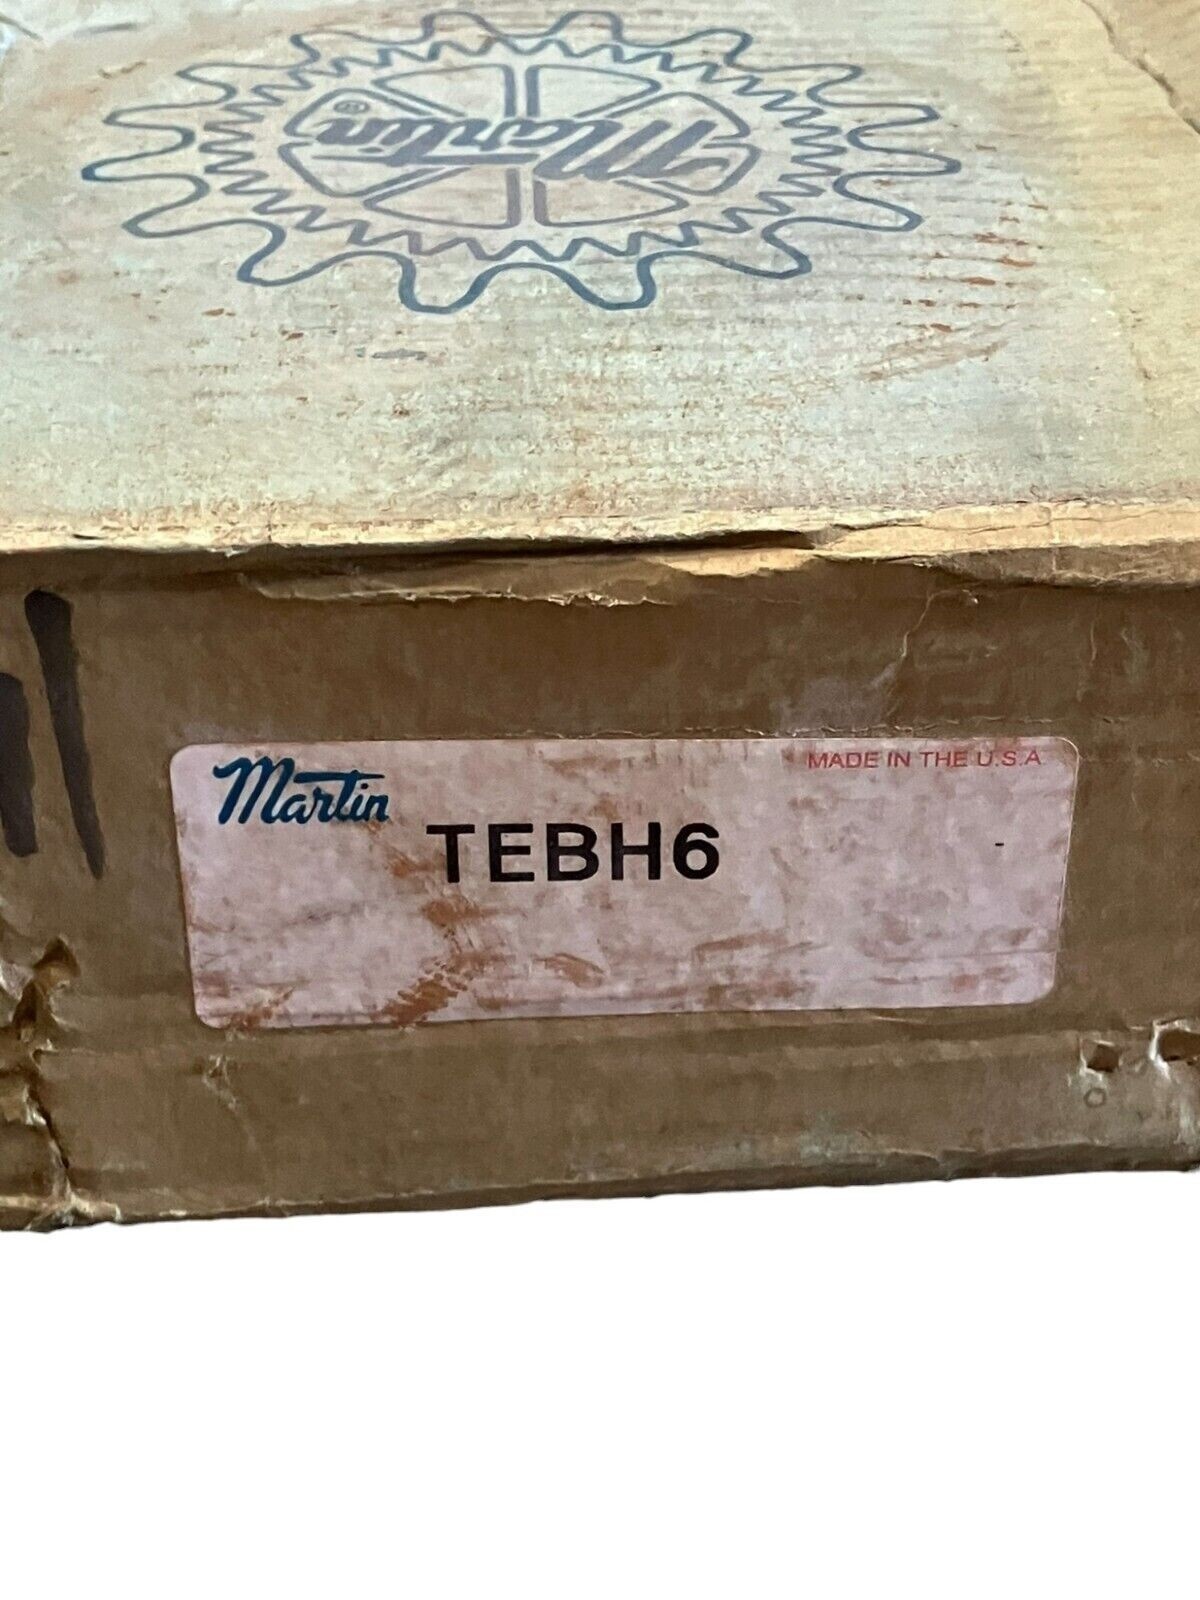 Martin ®
Martin
MADE IN THE U.S.A
TEBH6 -